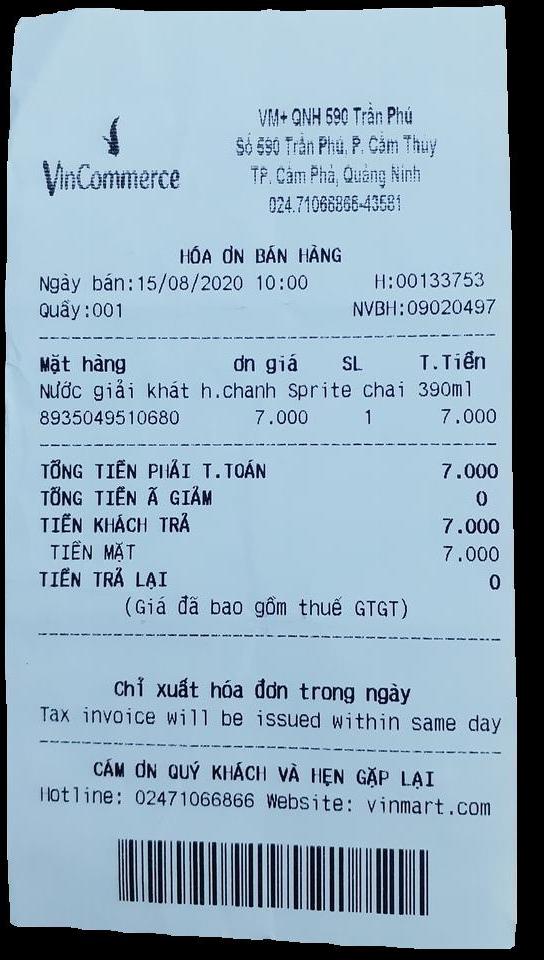 VinCommerce
VM+ QNH 590 Trần Phú
Số 590 Trần Phú, P. Cẩm Thủy
TP. Cẩm Phả, Quảng Ninh
024.71066866-43581
HÓA ƠN BÁN HÀNG
Ngày bán:15/08/2020 10:00 H:00133753
Quầy:001 NVBH:09020497
Mặt hàng ơn giá SL T.Tiền
Nước giải khát h.chanh Sprite chai 390ml
8935049510680 7.000 1 7.000
TỔNG TIỀN PHẢI T.TOÁN 7.000
TỔNG TIỀN Ã GIẢM 0
TIỀN KHÁCH TRẢ 7.000
TIỀN MẶT 7.000
TIỀN TRẢ LẠI 0
(Giá đã bao gồm thuế GTGT)
Chỉ xuất hóa đơn trong ngày
Tax invoice will be issued within same day
CẢM ƠN QUÝ KHÁCH VÀ HẸN GẶP LẠI
Hotline: 02471066866 Website: vinmart.com